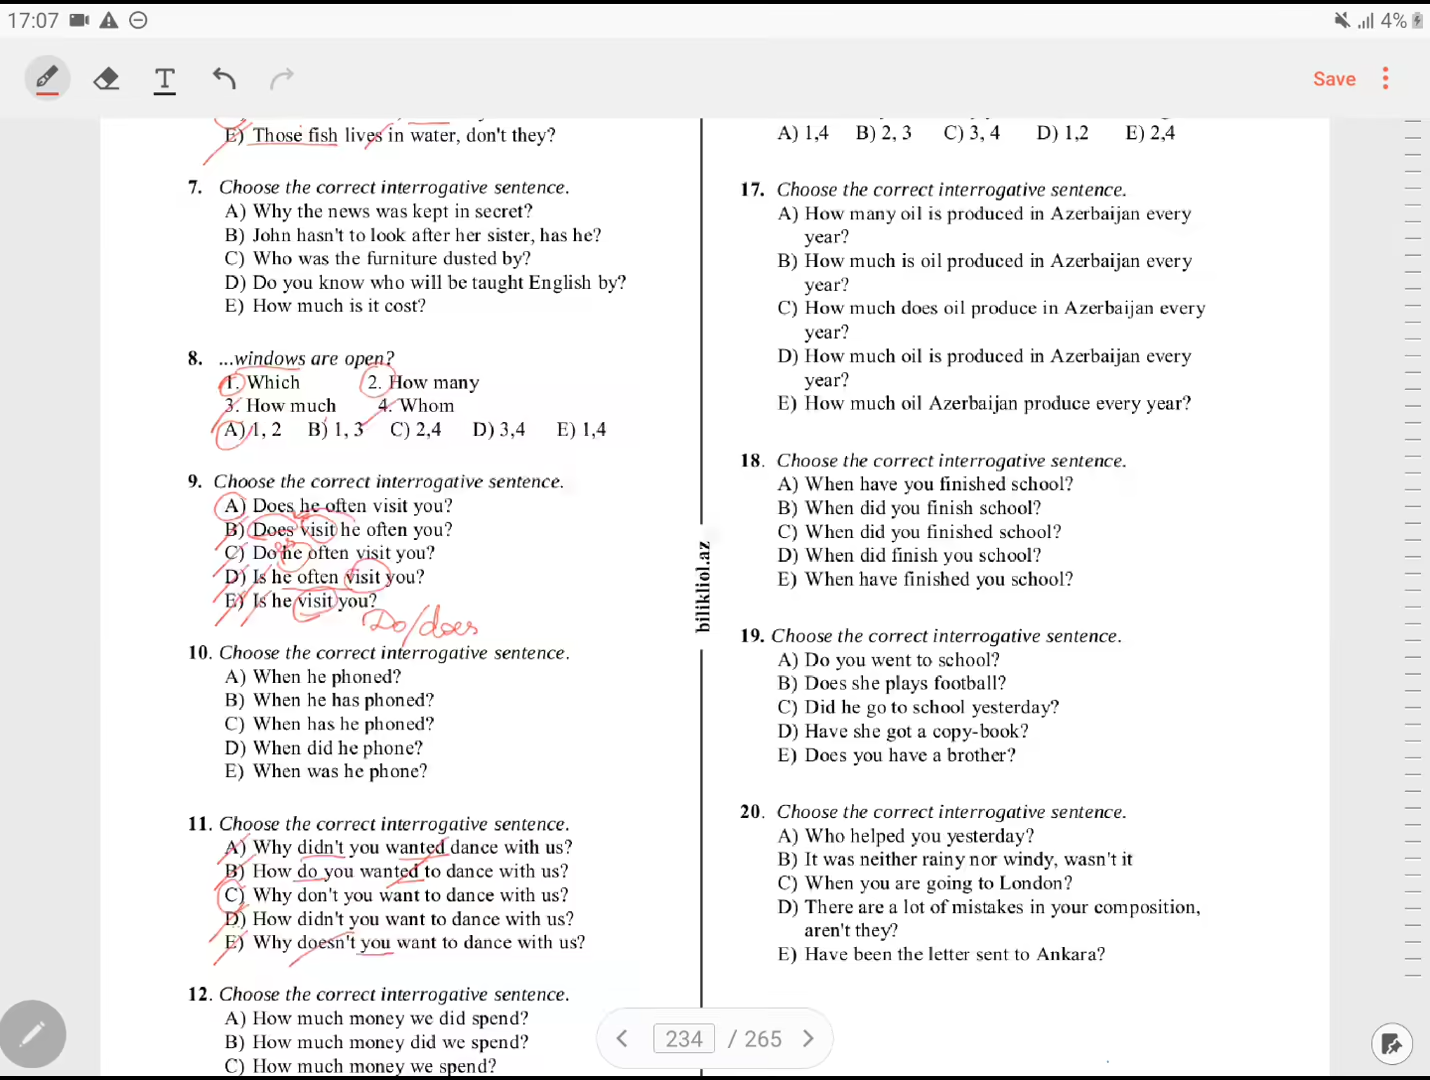 17:07
4%
T
Save
E) Those fish lives in water, don't they?
7. Choose the correct interrogative sentence.
A) Why the news was kept in secret?
B) John hasn't to look after her sister, has he?
C) Who was the furniture dusted by?
D) Do you know who will be taught English by?
E) How much is it cost?
8. ...windows are open?
1. Which 2. How many
3. How much 4. Whom
A) 1, 2 B) 1, 3 C) 2,4 D) 3,4 E) 1,4
9. Choose the correct interrogative sentence.
A) Does he often visit you?
B) Does visit he often you?
C) Do he often visit you?
es
D) Is he often visit you?
E) Is he visit you?
Do/does
10. Choose the correct interrogative sentence.
A) When he phoned?
B) When he has phoned?
C) When has he phoned?
D) When did he phone?
E) When was he phone?
11. Choose the correct interrogative sentence.
A) Why didn't you wanted dance with us?
B) How do you wanted to dance with us?
C) Why don't you want to dance with us?
D) How didn't you want to dance with us?
E) Why doesn't you want to dance with us?
12. Choose the correct interrogative sentence.
A) How much money we did spend?
B) How much money did we spend?
C) How much money we spend?
bilikliol.az
A) 1,4 B) 2, 3 C) 3, 4 D) 1,2 E) 2,4
17. Choose the correct interrogative sentence.
A) How many oil is produced in Azerbaijan every
year?
B) How much is oil produced in Azerbaijan every
year?
C) How much does oil produce in Azerbaijan every
year?
D) How much oil is produced in Azerbaijan every
year?
E) How much oil Azerbaijan produce every year?
18. Choose the correct interrogative sentence.
A) When have you finished school?
B) When did you finish school?
C) When did you finished school?
D) When did finish you school?
E) When have finished you school?
19. Choose the correct interrogative sentence.
A) Do you went to school?
B) Does she plays football?
C) Did he go to school yesterday?
D) Have she got a copy-book?
E) Does you have a brother?
20. Choose the correct interrogative sentence.
A) Who helped you yesterday?
B) It was neither rainy nor windy, wasn't it
C) When you are going to London?
D) There are a lot of mistakes in your composition,
aren't they?
E) Have been the letter sent to Ankara?
234 / 265